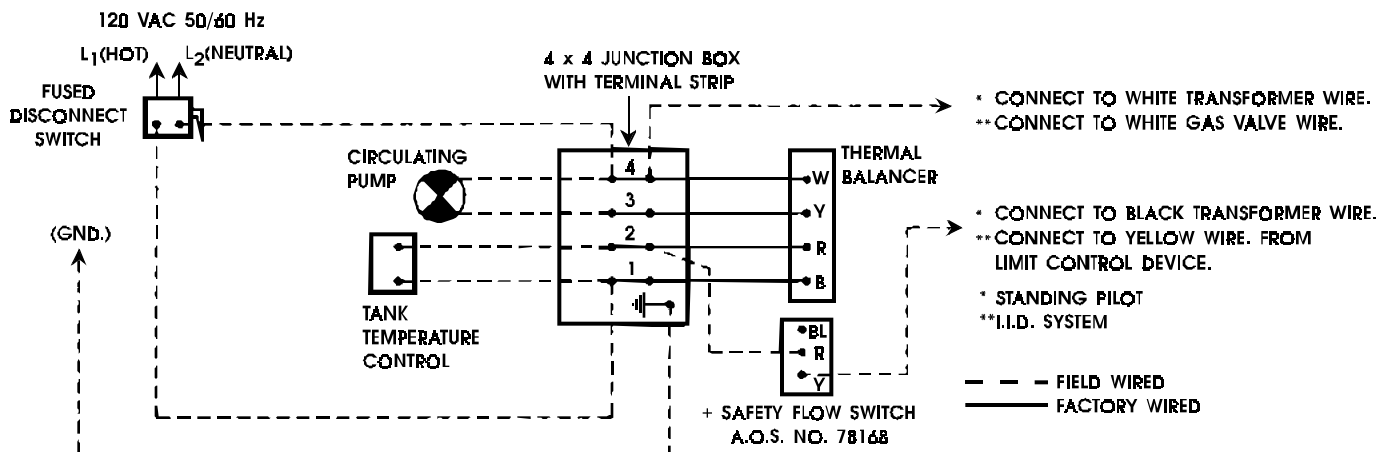 120 VAC 50/60 Hz
L1(HOT) L2(NEUTRAL)
FUSED
DISCONNECT
SWITCH
4 x 4 JUNCTION BOX
WITH TERMINAL STRIP
* CONNECT TO WHITE TRANSFORMER WIRE.
**CONNECT TO WHITE GAS VALVE WIRE.
CIRCULATING
PUMP
4
3
2
1
THERMAL
BALANCER
W
Y
R
B
(GND.)
* CONNECT TO BLACK TRANSFORMER WIRE.
**CONNECT TO YELLOW WIRE. FROM
LIMIT CONTROL DEVICE.
* STANDING PILOT
**I.I.D. SYSTEM
TANK
TEMPERATURE
CONTROL
BL
R
Y
+ SAFETY FLOW SWITCH
A.O.S. NO. 78168
FIELD WIRED
FACTORY WIRED